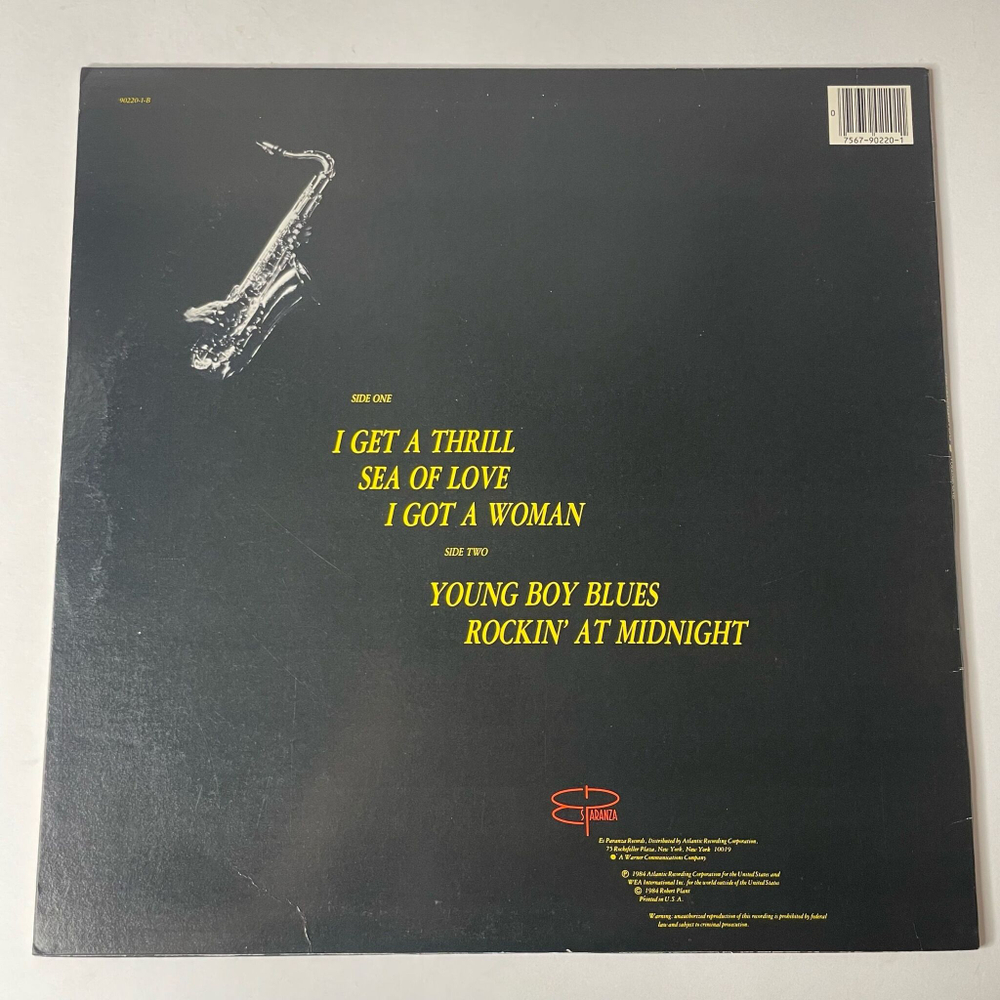 90220-1-B
0
7567-90220-1
SIDE ONE
I GET A THRILL
SEA OF LOVE
I GOT A WOMAN
SIDE TWO
YOUNG BOY BLUES
ROCKIN' AT MIDNIGHT
ES PARANZA
Es Paranza Records, Distributed by Atlantic Recording Corporation,
75 Rockefeller Plaza, New York, New York 10019
A Warner Communications Company
℗ 1984 Atlantic Recording Corporation for the United States and
WEA International Inc. for the world outside of the United States
© 1984 Robert Plant
Printed in U.S.A.
Warning: unauthorized reproduction of this recording is prohibited by federal
law and subject to criminal prosecution.